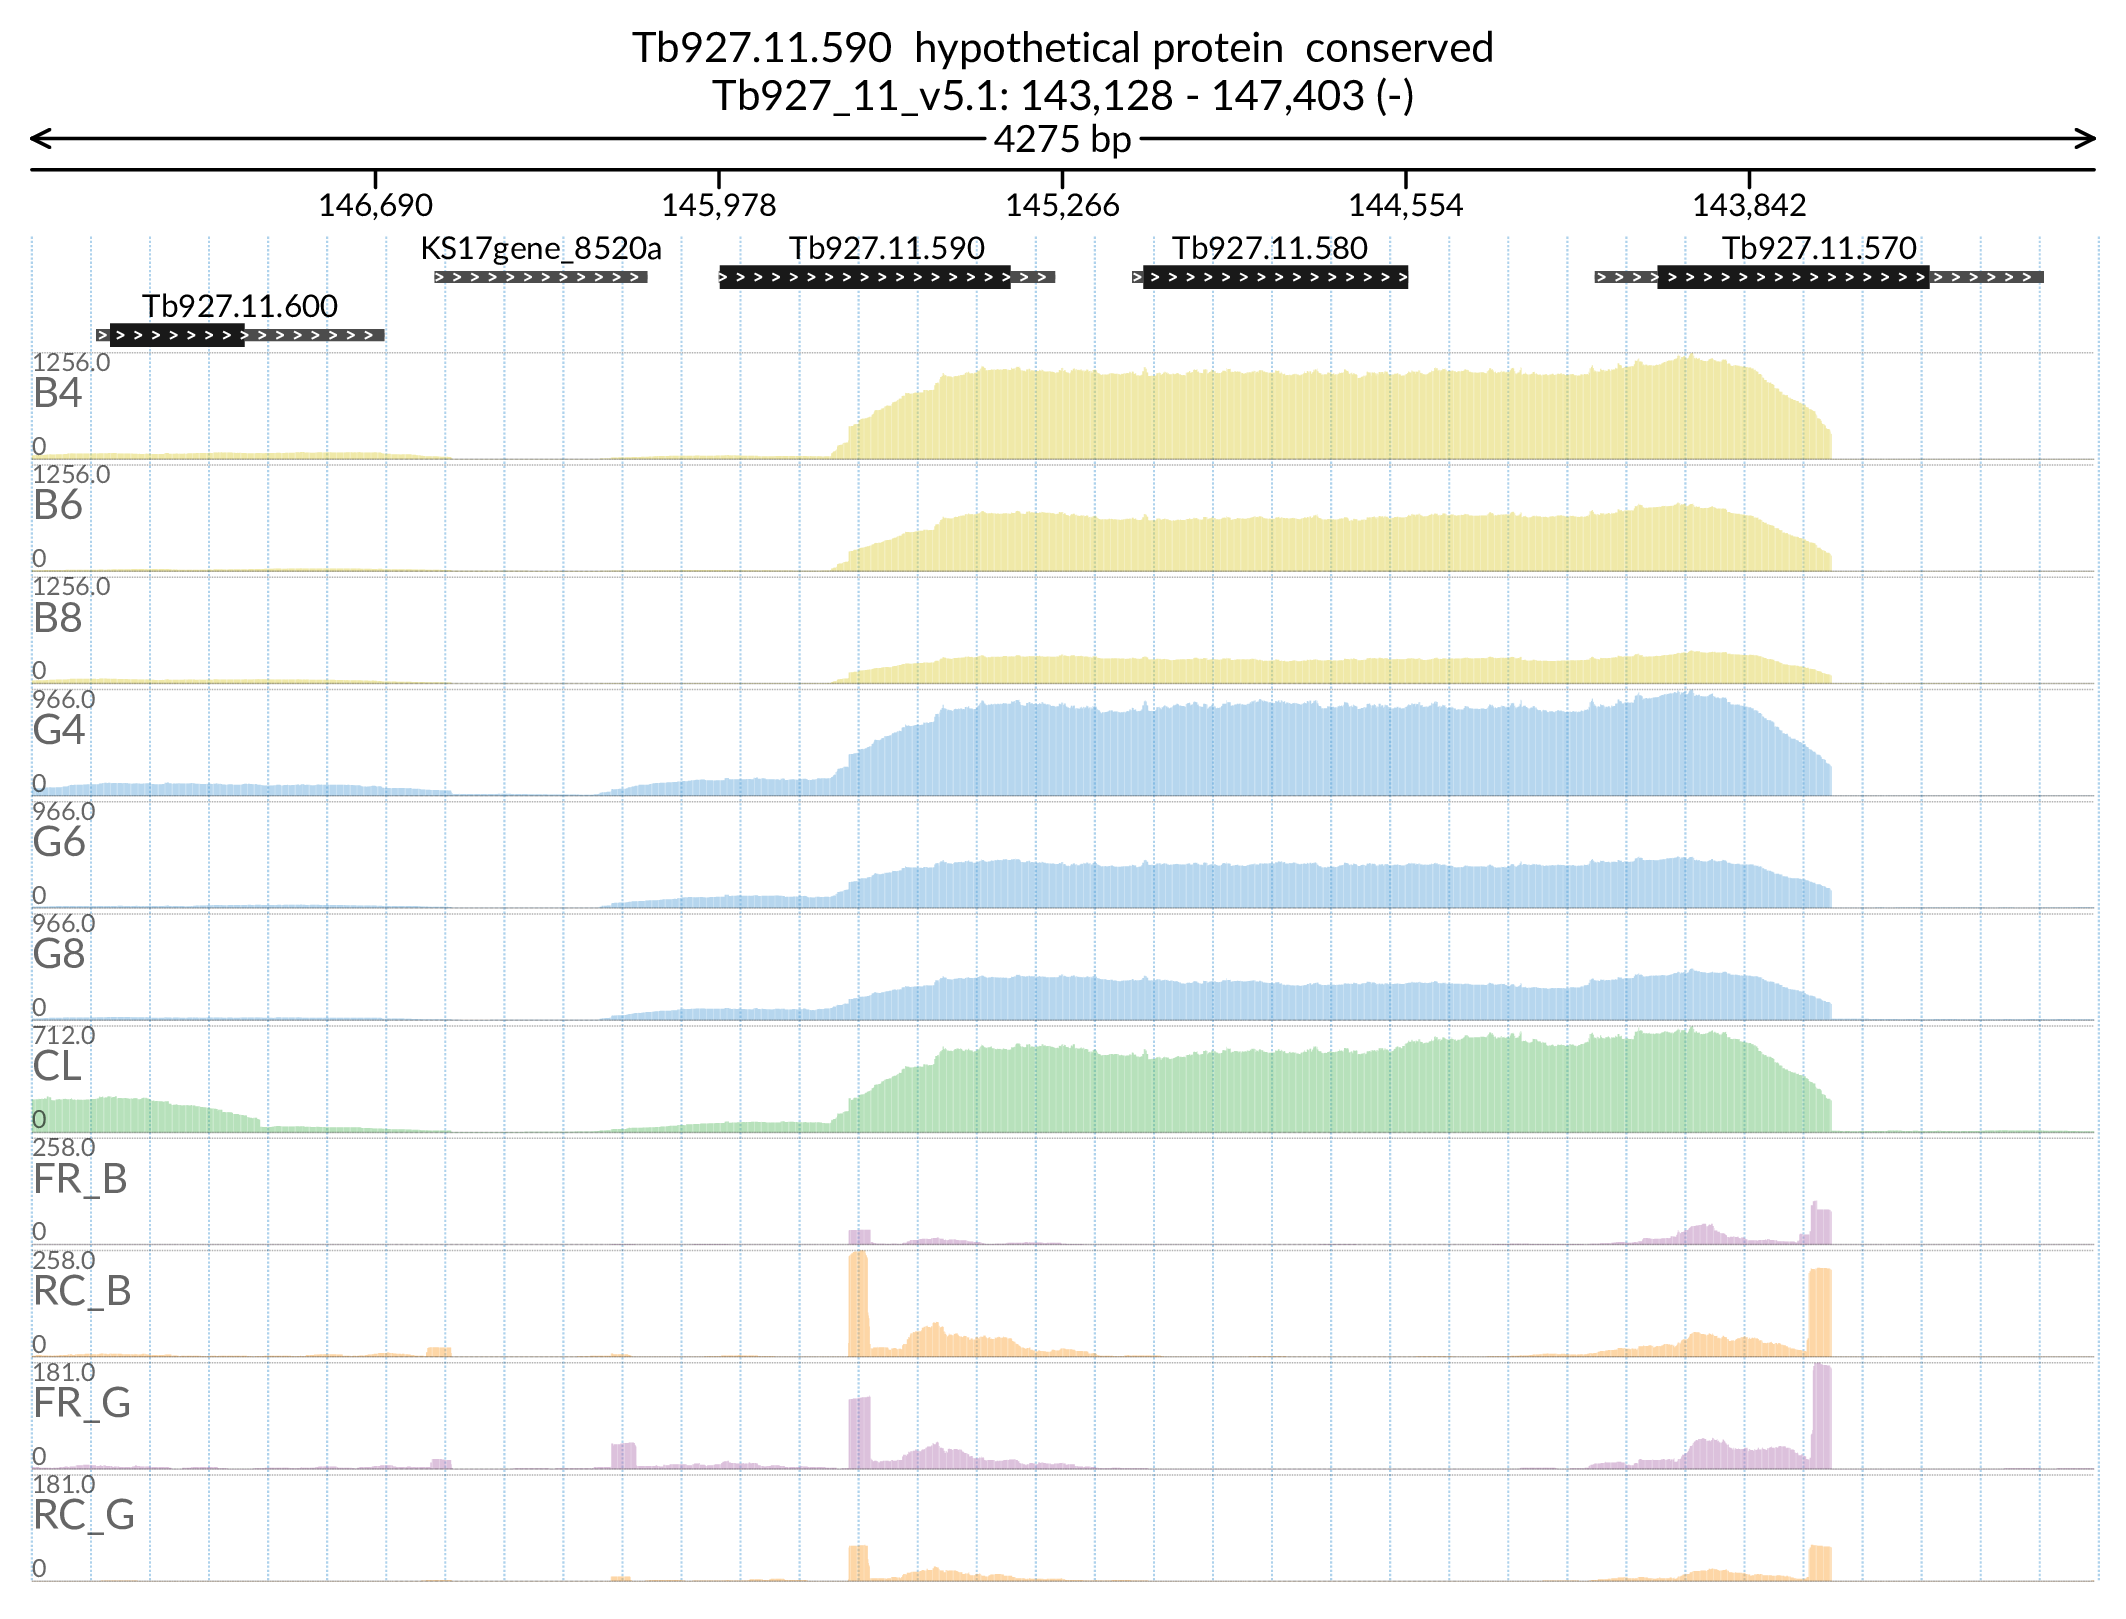 Tb927.11.590  hypothetical protein  conserved
Tb927_11_v5.1: 143,128 - 147,403 (-)
4275 bp
146,690 145,978 145,266 144,554 143,842
KS17gene_8520a Tb927.11.590 Tb927.11.580 Tb927.11.570
Tb927.11.600
1256.0
B4
0
1256.0
B6
0
1256.0
B8
0
966.0
G4
0
966.0
G6
0
966.0
G8
0
712.0
CL
0
258.0
FR_B
0
258.0
RC_B
0
181.0
FR_G
0
181.0
RC_G
0